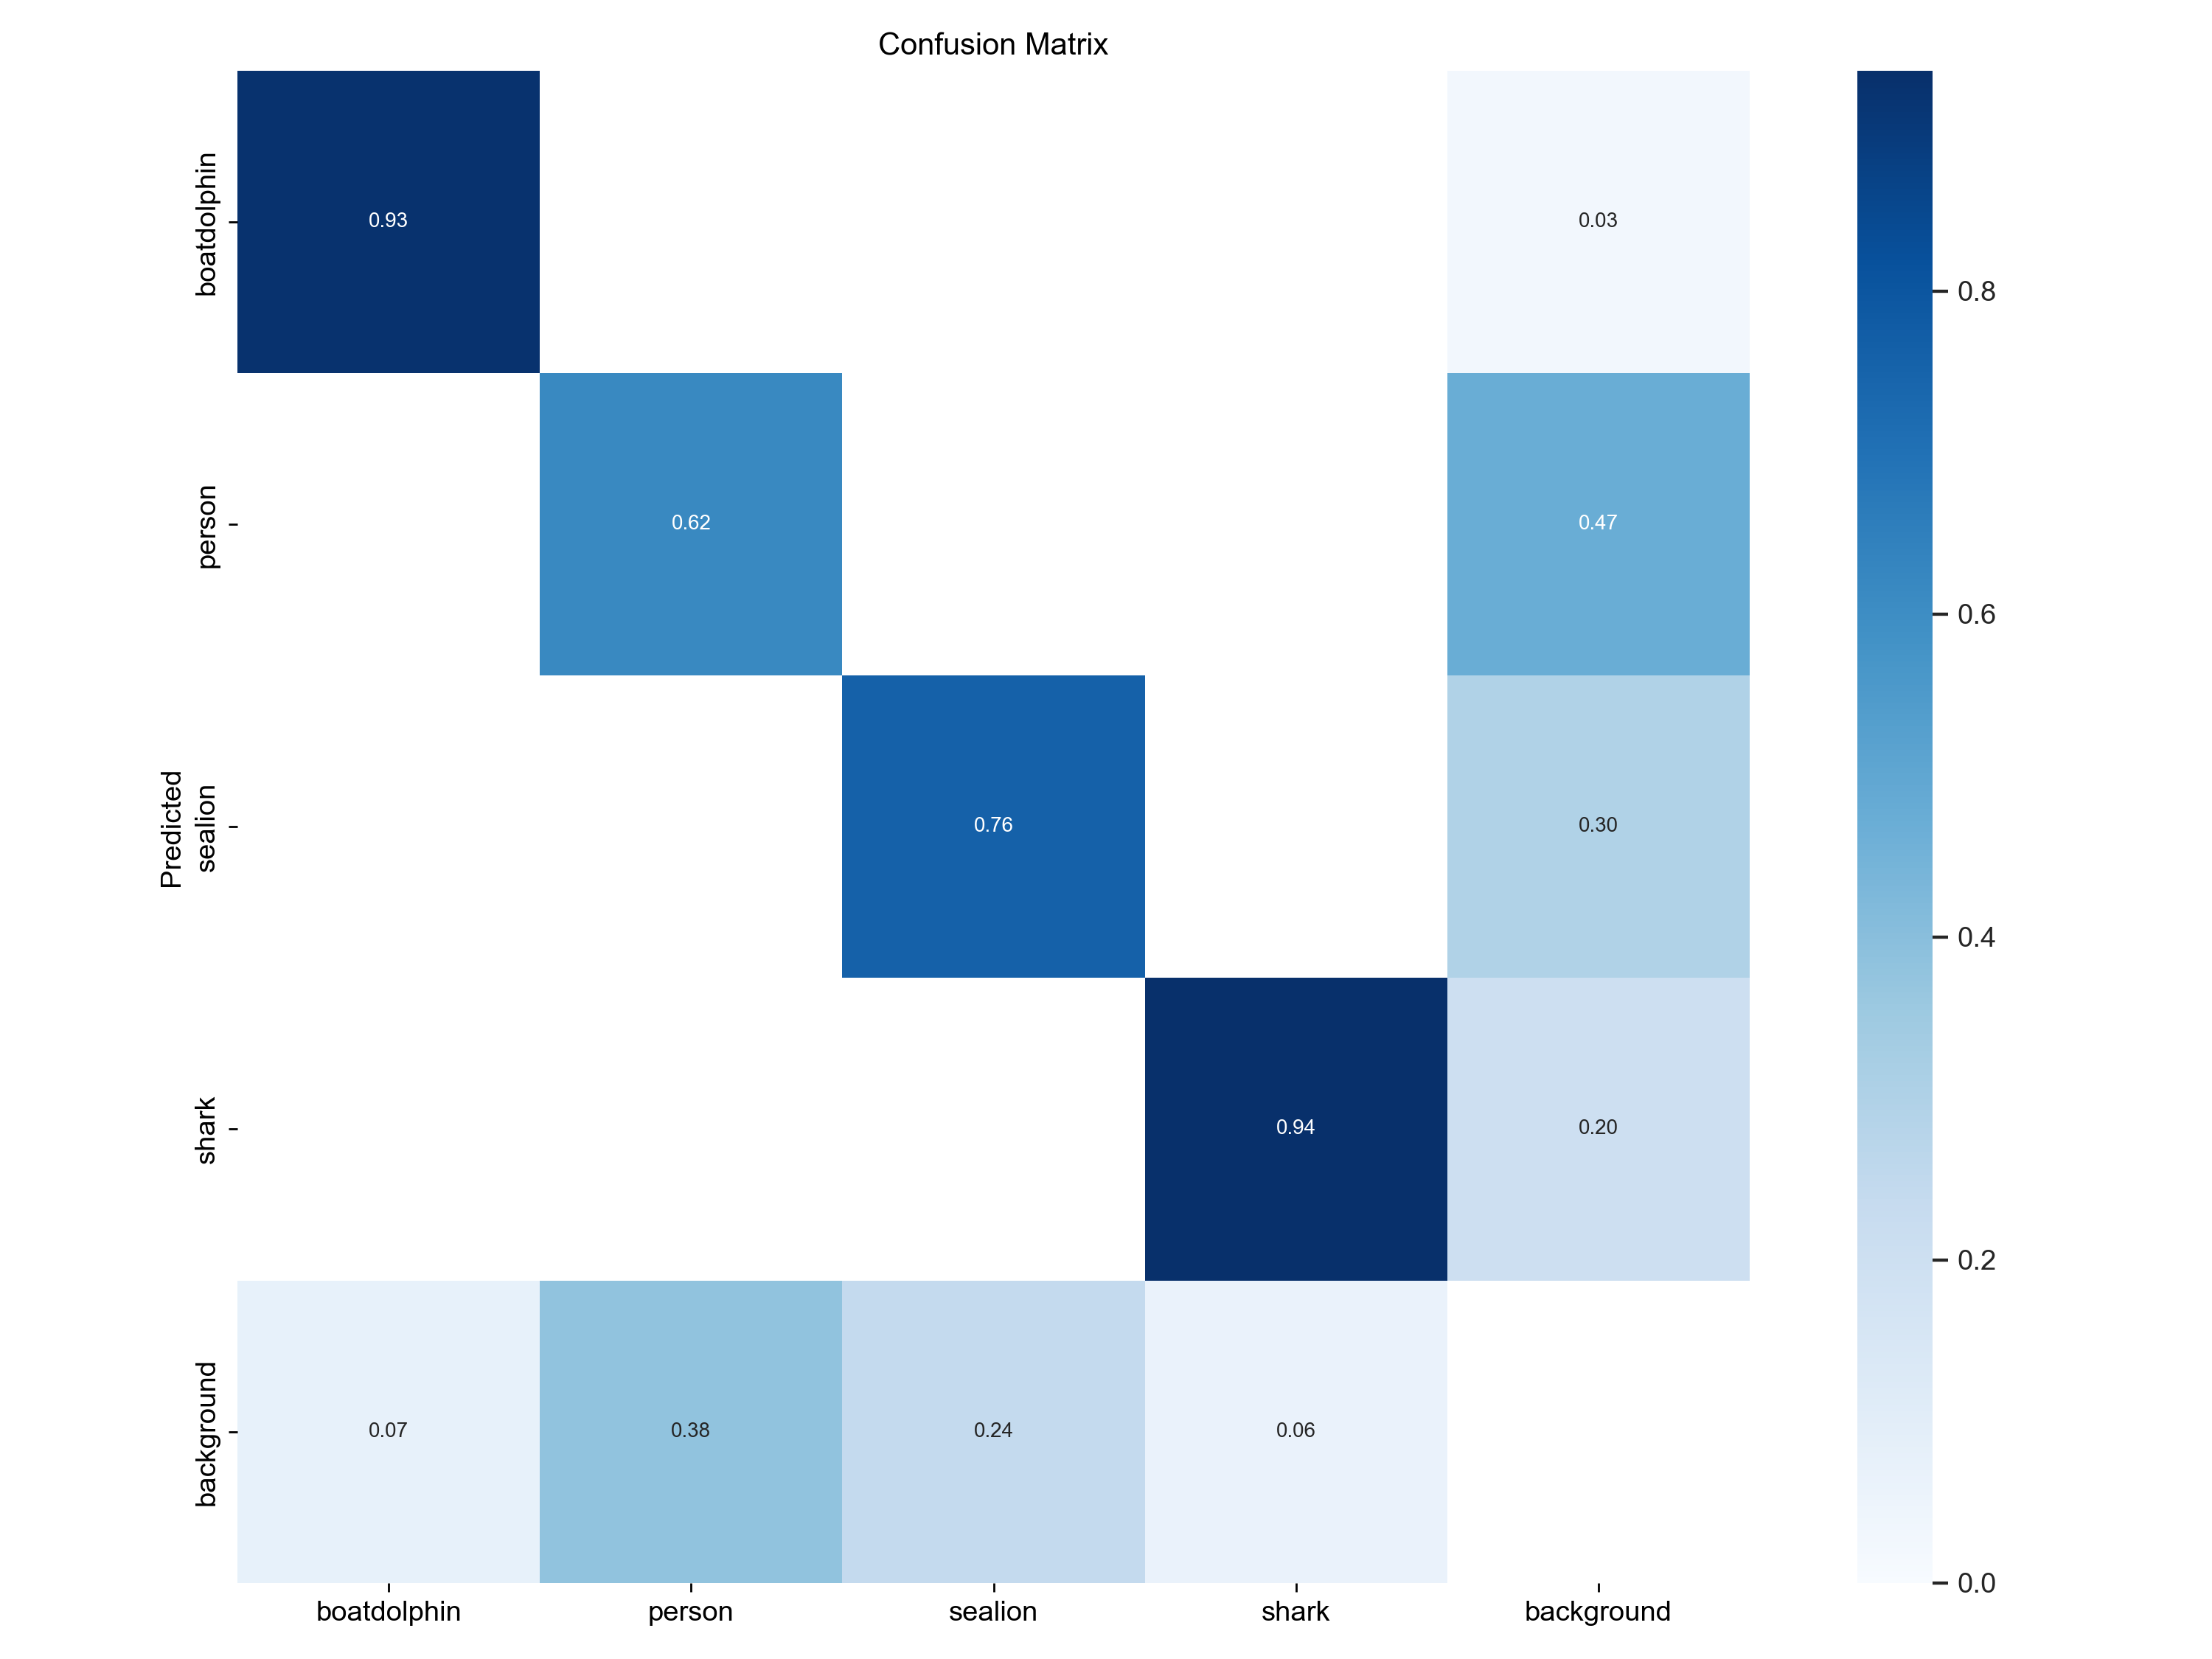 Confusion Matrix
boatdolphin
0.93
0.03
0.8
person
0.62
0.47
0.6
Predicted
sealion
0.76
0.30
0.4
shark
0.94
0.20
0.2
background
0.07
0.38
0.24
0.06
0.0
boatdolphin
person
sealion
shark
background